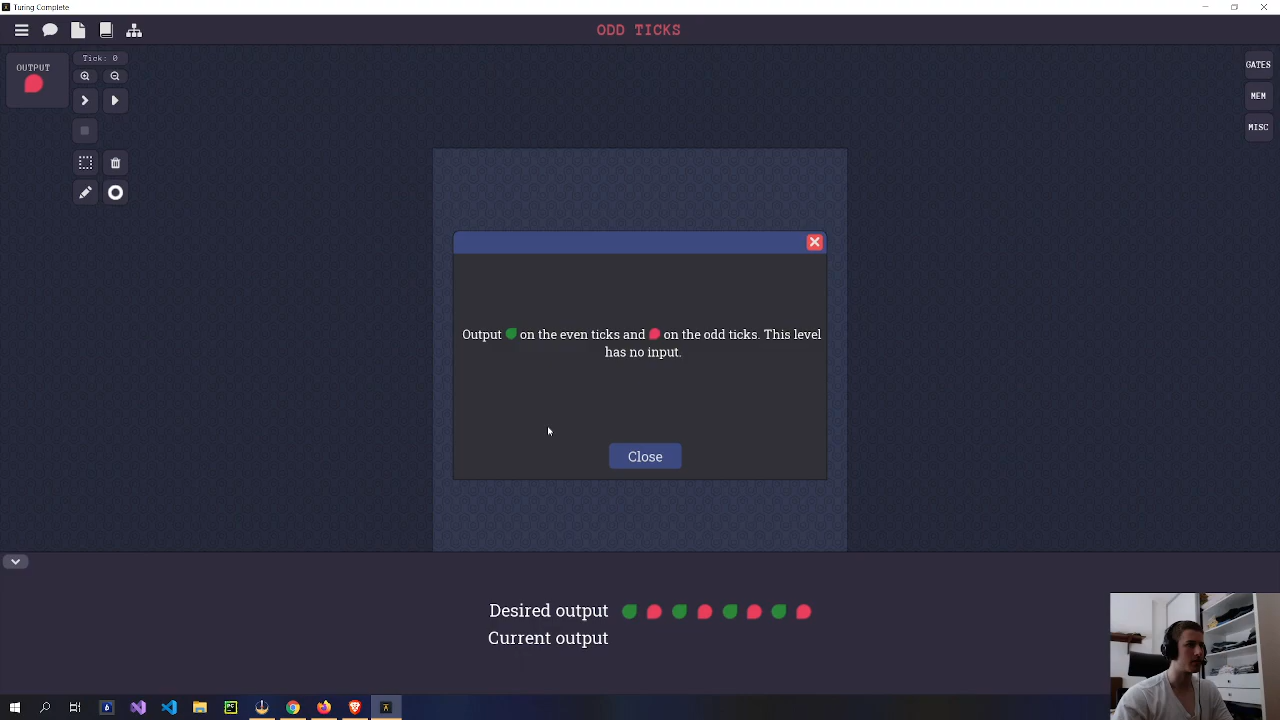 Turing Complete
ODD TICKS
OUTPUT
Tick: 0
GATES
MEM
MISC
Output on the even ticks and on the odd ticks. This level
has no input.
Close
Desired output
Current output